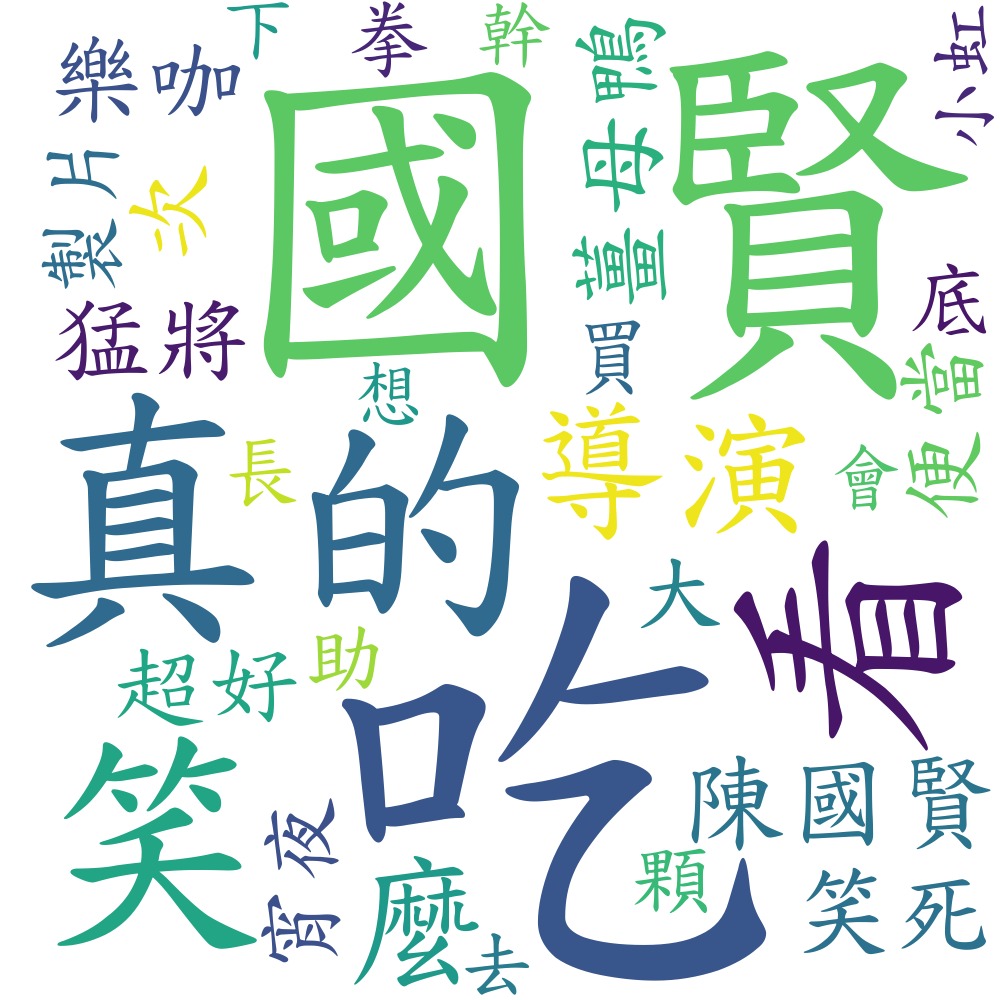 下
拳
幹
樂咖
國賢
薑母鴨
小虹
製片
次
猛將
買
底
想
便當
真的
長
導演
會
看
大
助
超好
吃
笑
陳國賢
宵夜
麼
顆
笑死
去